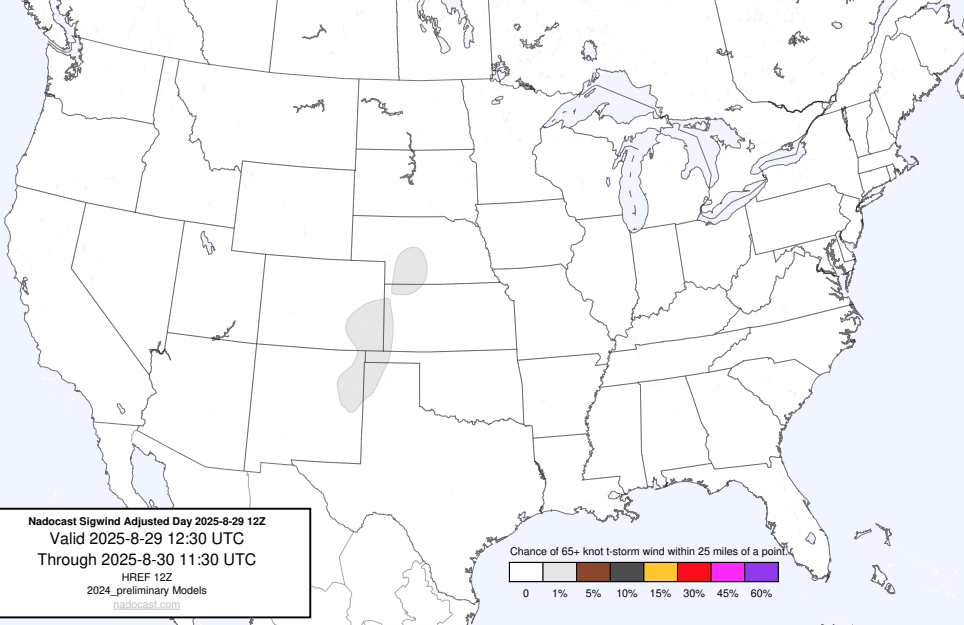 Nadocast Sigwind Adjusted Day 2025-8-29 12Z
Valid 2025-8-29 12:30 UTC
Through 2025-8-30 11:30 UTC
HREF 12Z
2024_preliminary Models
nadocast.com
Chance of 65+ knot t-storm wind within 25 miles of a point.
0 1% 5% 10% 15% 30% 45% 60%